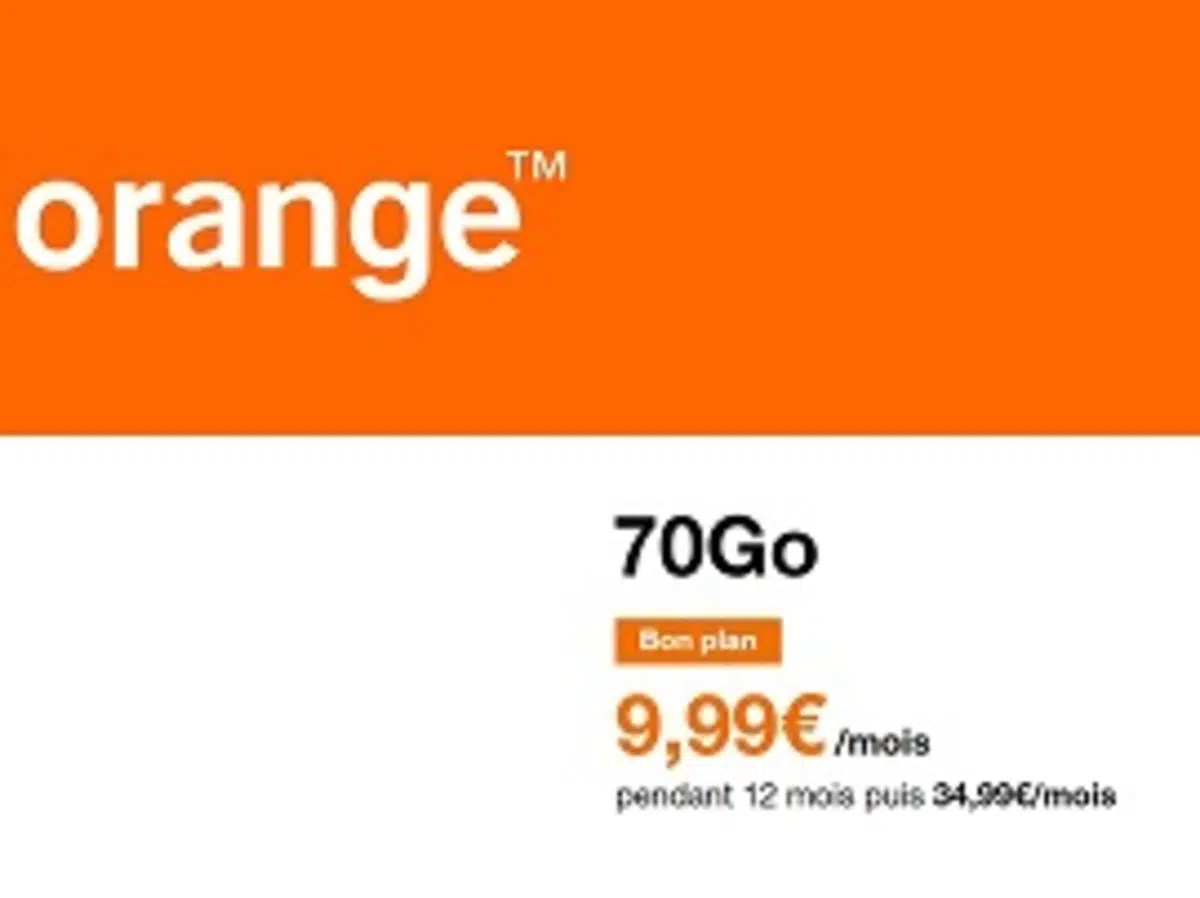 orange™
70Go
Bon plan
9,99€/mois
pendant 12 mois puis 34,99€/mois